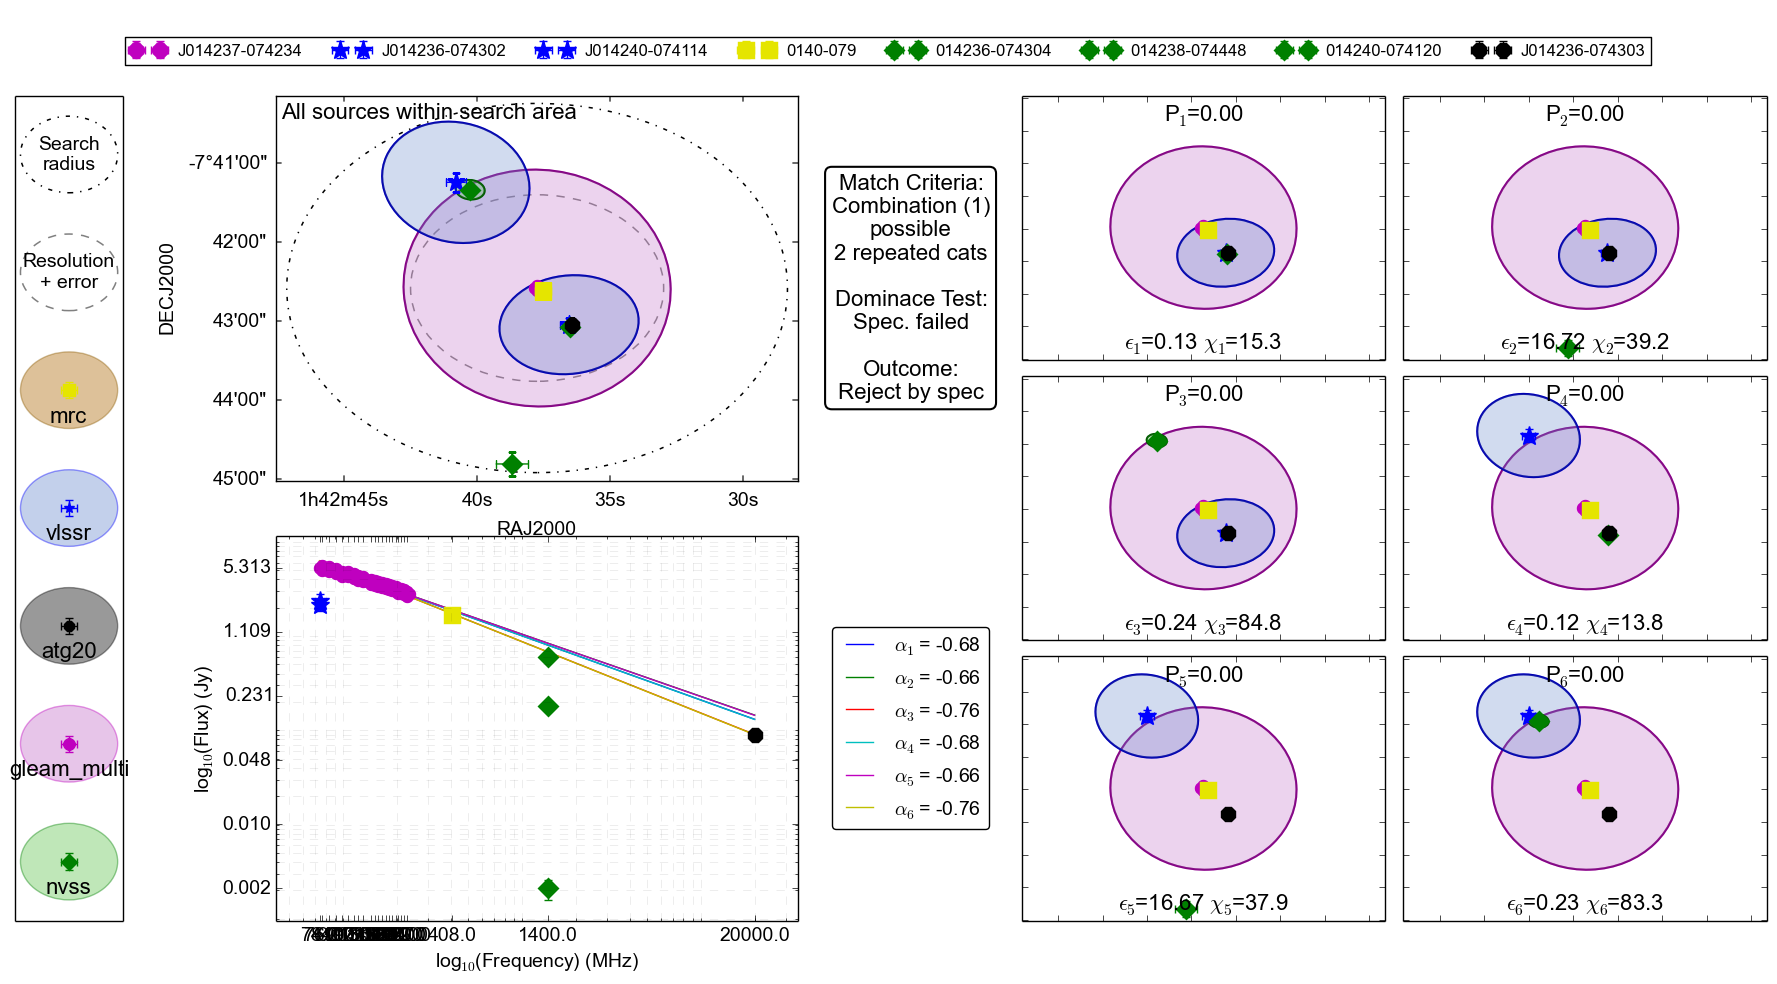 J014237-074234 J014236-074302 J014240-074114 0140-079 014236-074304 014238-074448 014240-074120 J014236-074303
Search
radius
Resolution
+ error
mrc
vlssr
atg20
gleam_multi
nvss
All sources within search area
DECJ2000
-7°41'00"
42'00"
43'00"
44'00"
45'00"
1h42m45s 40s 35s 30s
RAJ2000
log10(Flux) (Jy)
5.313
1.109
0.231
0.048
0.010
0.002
408.0 1400.0 20000.0
log10(Frequency) (MHz)
Match Criteria:
Combination (1)
possible
2 repeated cats
Dominace Test:
Spec. failed
Outcome:
Reject by spec
α1 = -0.68
α2 = -0.66
α3 = -0.76
α4 = -0.68
α5 = -0.66
α6 = -0.76
P1=0.00
ϵ1=0.13 χ1=15.3
P2=0.00
ϵ2=16.72 χ2=39.2
P3=0.00
ϵ3=0.24 χ3=84.8
P4=0.00
ϵ4=0.12 χ4=13.8
P5=0.00
ϵ5=16.67 χ5=37.9
P6=0.00
ϵ6=0.23 χ6=83.3